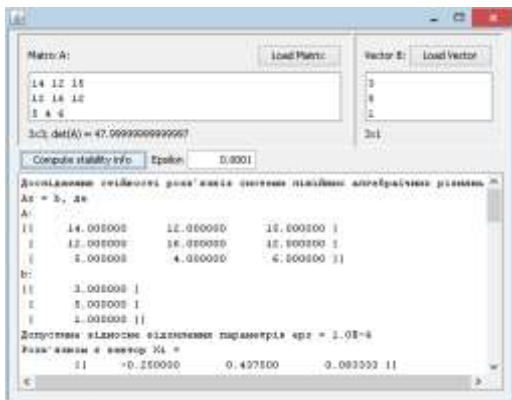 Matrix A:
Load Matrix
Vector B:
Load Vector
14 12 15
12 16 12
5 4 6
3
5
1
3x3; det(A) = 47.99999999999997
3x1
Compute stability info
Epsilon
0.0001
Дослідження стійкості розв'язків системи лінійних алгебраїчних рівнянь
Ax = b, де
A:
|| 14.000000 12.000000 15.000000 |
| 12.000000 16.000000 12.000000 |
| 5.000000 4.000000 6.000000 ||
b:
|| 3.000000 |
| 5.000000 |
| 1.000000 ||
Допустиме відносне відхилення параметрів eps = 1.0E-4
Розв'язком є вектор Xi =
|| -0.250000 0.437500 0.083333 ||